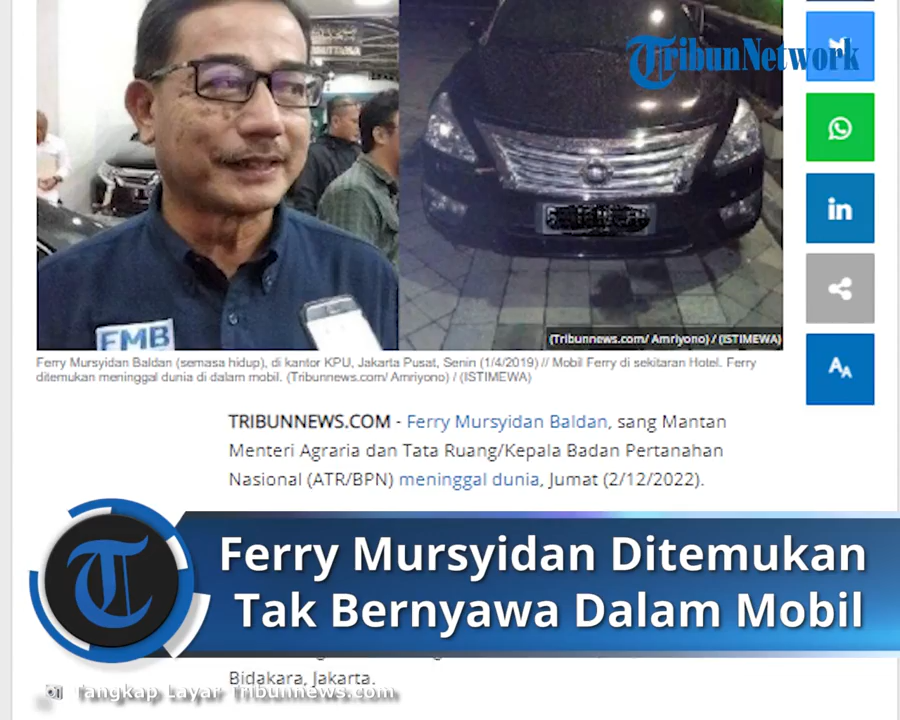 TribunNetwork
FMB
(Tribunnews.com/ Amriyono) / (ISTIMEWA)
Ferry Mursyidan Baldan (semasa hidup), di kantor KPU, Jakarta Pusat, Senin (1/4/2019) // Mobil Ferry di sekitaran Hotel. Ferry
ditemukan meninggal dunia di dalam mobil. (Tribunnews.com/ Amriyono) / (ISTIMEWA)
in
AA
TRIBUNNEWS.COM - Ferry Mursyidan Baldan, sang Mantan
Menteri Agraria dan Tata Ruang/Kepala Badan Pertanahan
Nasional (ATR/BPN) meninggal dunia, Jumat (2/12/2022).
T
Ferry Mursyidan Ditemukan
Tak Bernyawa Dalam Mobil
Bidakara, Jakarta.
Tangkap Layar Tribunnews.com